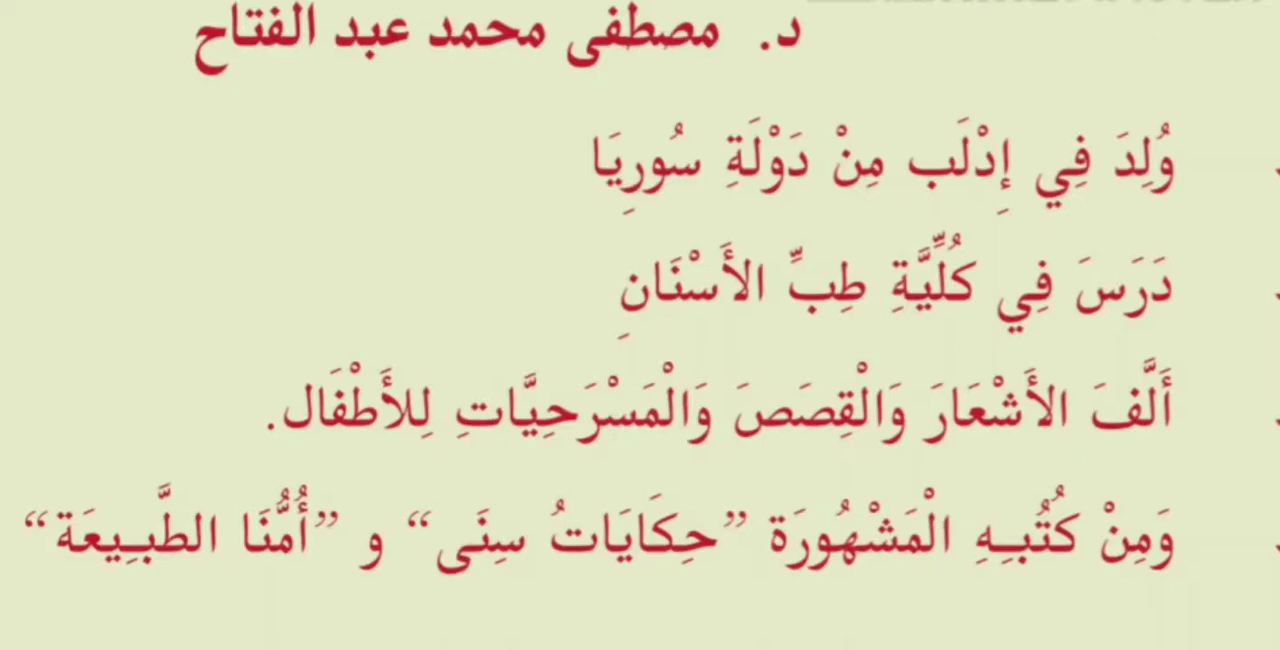 د. مصطفى محمد عبد الفتاح
وُلِدَ فِي إِدْلَب مِنْ دَوْلَةِ سُورِيَا
دَرَسَ فِي كُلِّيَّةِ طِبِّ الأَسْنَانِ
أَلَّفَ الأَشْعَارَ وَالْقِصَصَ وَالْمَسْرَحِيَّاتِ لِلأَطْفَال.
وَمِنْ كُتُبِهِ الْمَشْهُورَة ”حِكَايَاتُ سِنَى“ و ”أُمُّنَا الطَّبِيعَة“